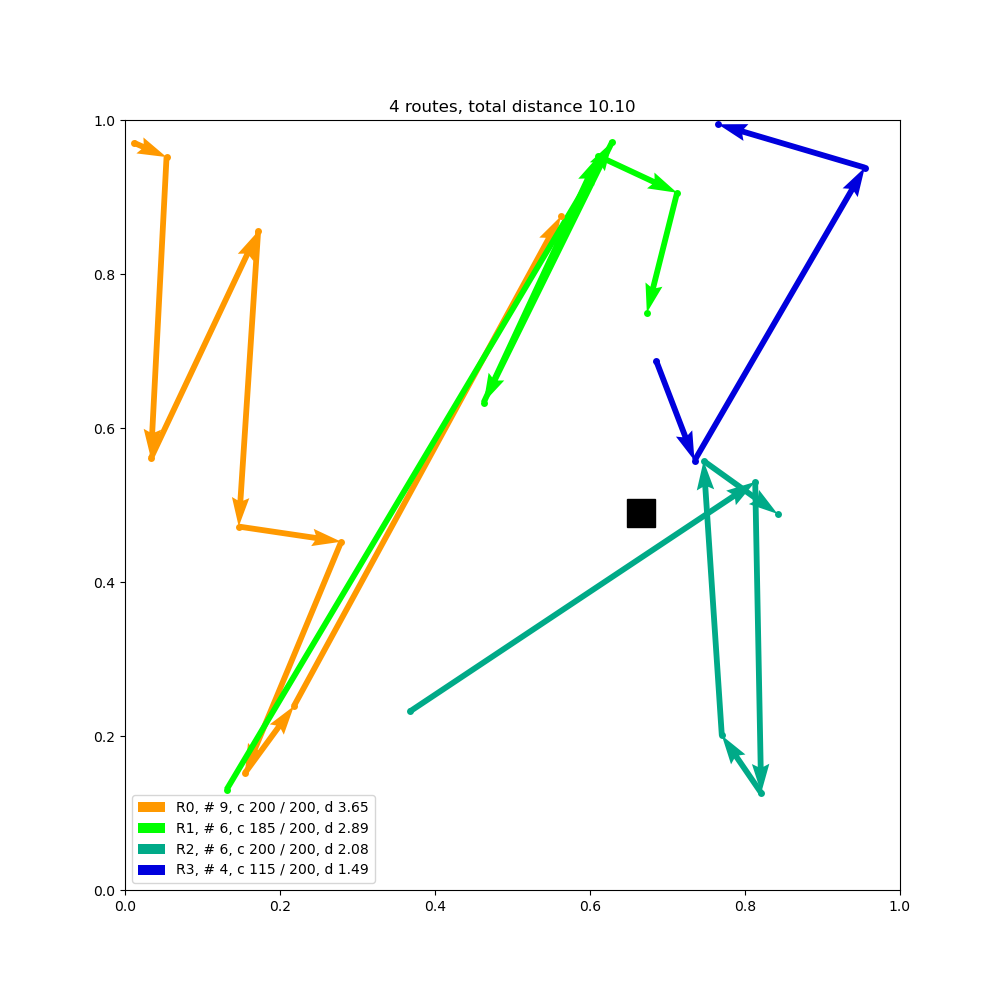 4 routes, total distance 10.10
1.0
0.8
0.6
0.4
0.2
0.0
R0, # 9, c 200 / 200, d 3.65
R1, # 6, c 185 / 200, d 2.89
R2, # 6, c 200 / 200, d 2.08
R3, # 4, c 115 / 200, d 1.49
0.0 0.2 0.4 0.6 0.8 1.0